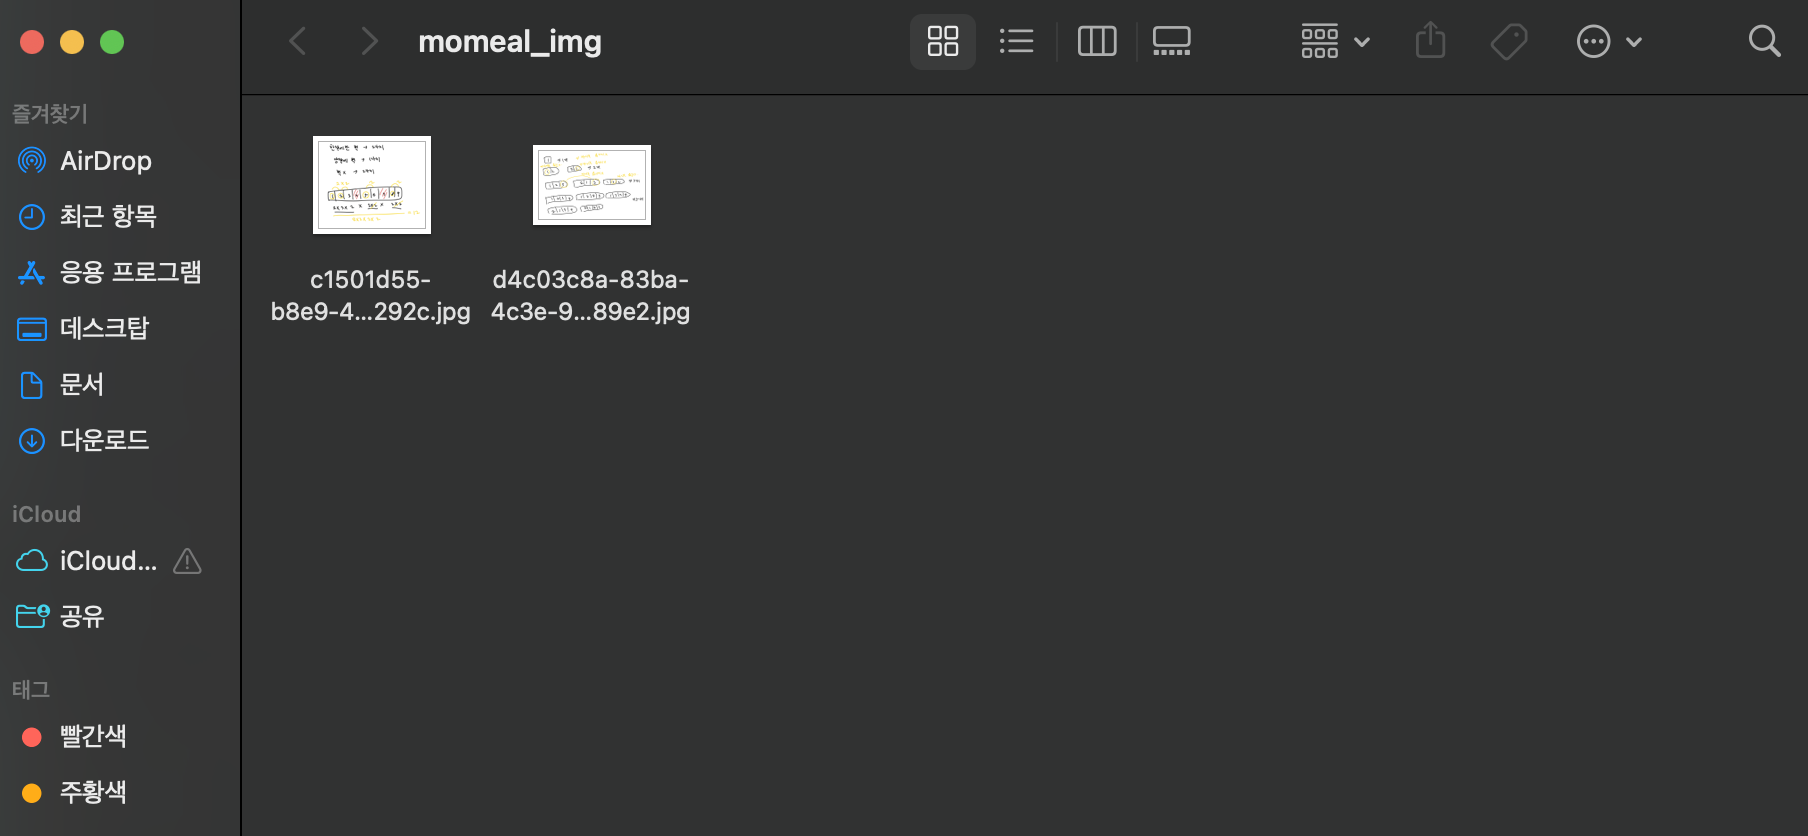 momeal_img
즐겨찾기
AirDrop
최근 항목
응용 프로그램
데스크탑
문서
다운로드
iCloud
iCloud...
공유
태그
빨간색
주황색
c1501d55-
b8e9-4...292c.jpg
d4c03c8a-83ba-
4c3e-9...89e2.jpg